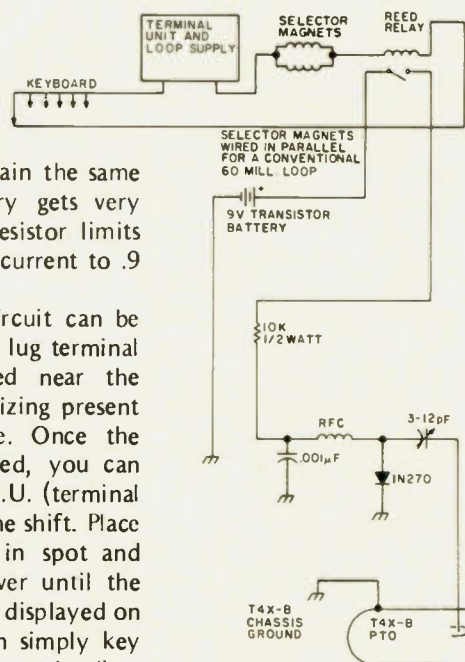 TERMINAL
UNIT AND
LOOP SUPPLY
SELECTOR
MAGNETS
REED
RELAY
KEYBOARD
SELECTOR MAGNETS
WIRED IN PARALLEL
FOR A CONVENTIONAL
60 MILL LOOP
+
9V TRANSISTOR
BATTERY
10K
1/2WATT
RFC
3-12pF
.001µF
1N270
T4X-B
CHASSIS
GROUND
T4X-B
PTO
ain the same
ry gets very
esistor limits
current to .9
rcuit can be
lug terminal
ed near the
izing present
e. Once the
ed, you can
.U. (terminal
ne shift. Place
in spot and
ver until the
displayed on
n simply key